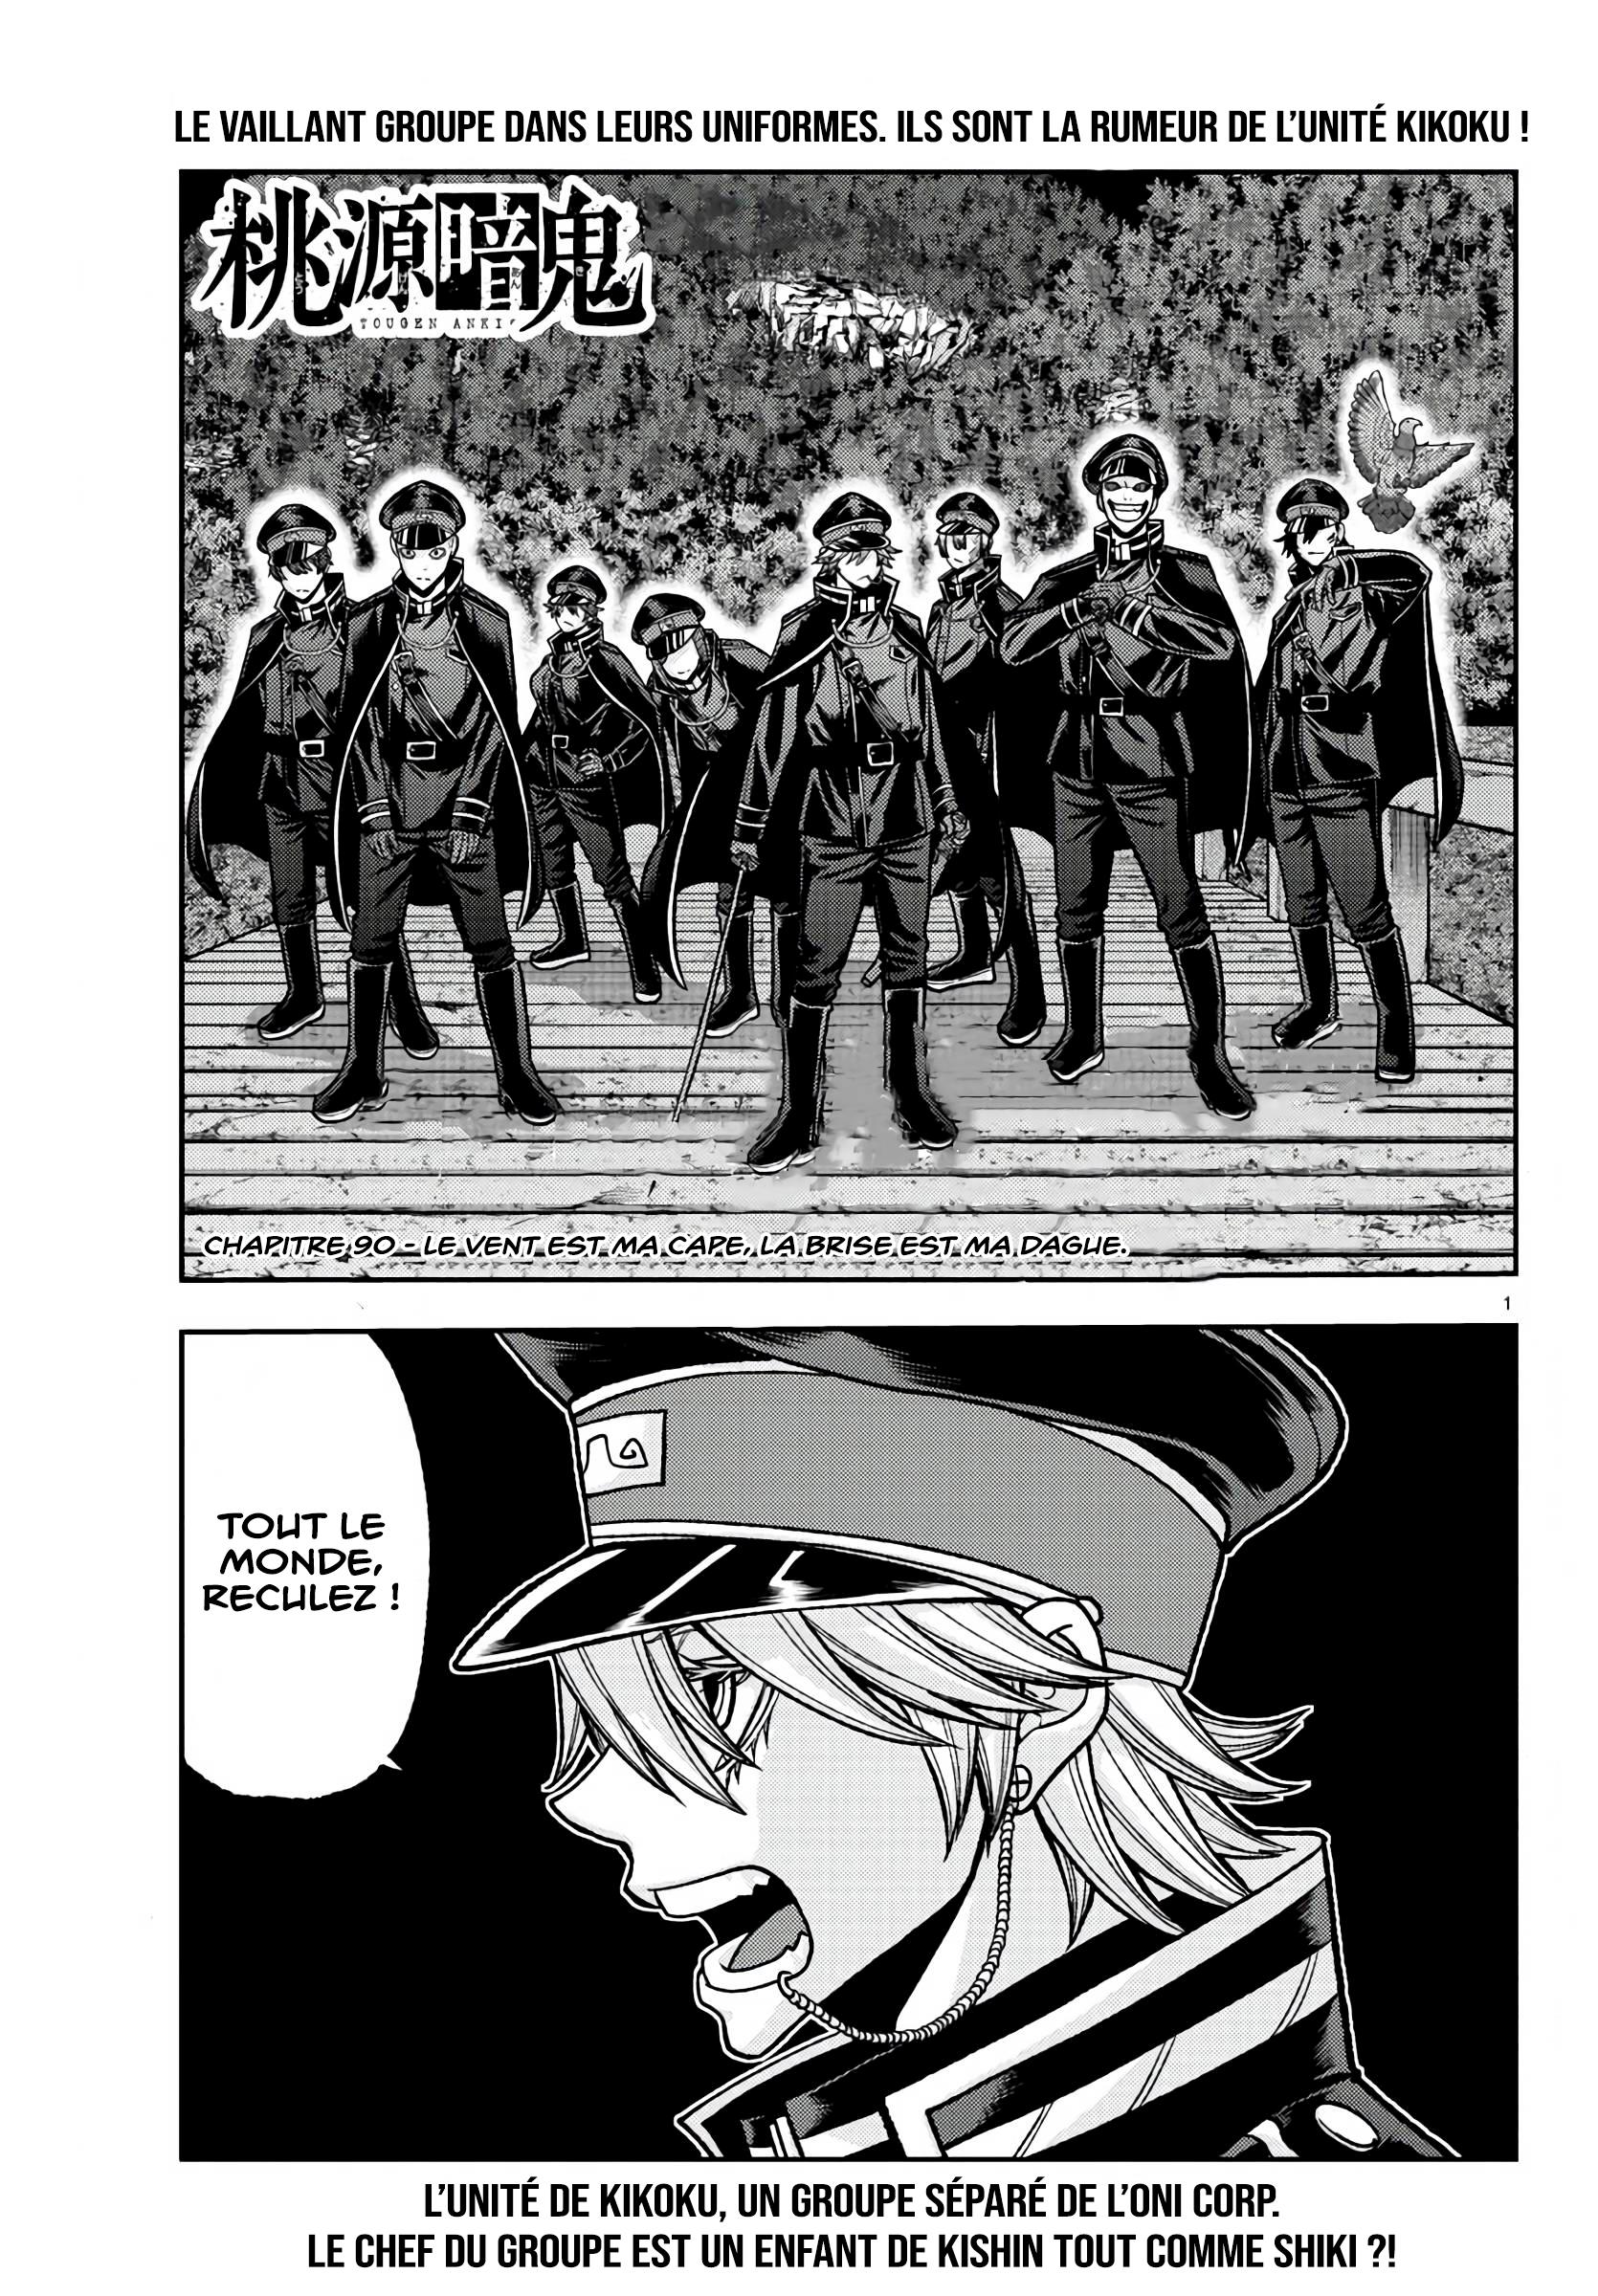 LE VAILLANT GROUPE DANS LEURS UNIFORMES. ILS SONT LA RUMEUR DE L'UNITÉ KIKOKU !
桃源暗鬼
TOUGEN ANKI
CHAPITRE 90 - LE VENT EST MA CAPE, LA BRISE EST MA DAGUE.
1
TOUT LE
MONDE,
RECULEZ !
L'UNITÉ DE KIKOKU, UN GROUPE SÉPARÉ DE L'ONI CORP.
LE CHEF DU GROUPE EST UN ENFANT DE KISHIN TOUT COMME SHIKI ?!